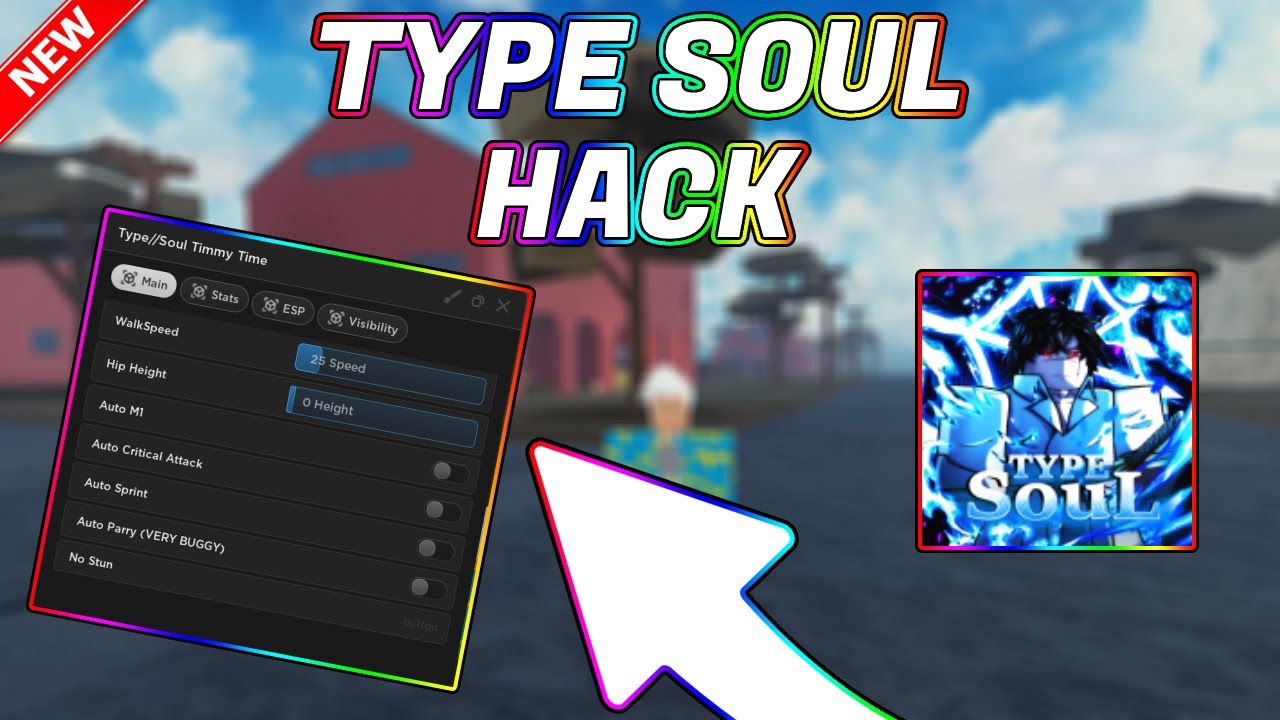 NEW
TYPE SOUL
HACK
Type//Soul Timmy Time
Main
Stats
ESP
Visibility
WalkSpeed
25 Speed
Hip Height
0 Height
Auto M1
Auto Critical Attack
Auto Sprint
Auto Parry (VERY BUGGY)
No Stun
button
TYPE
SOUL